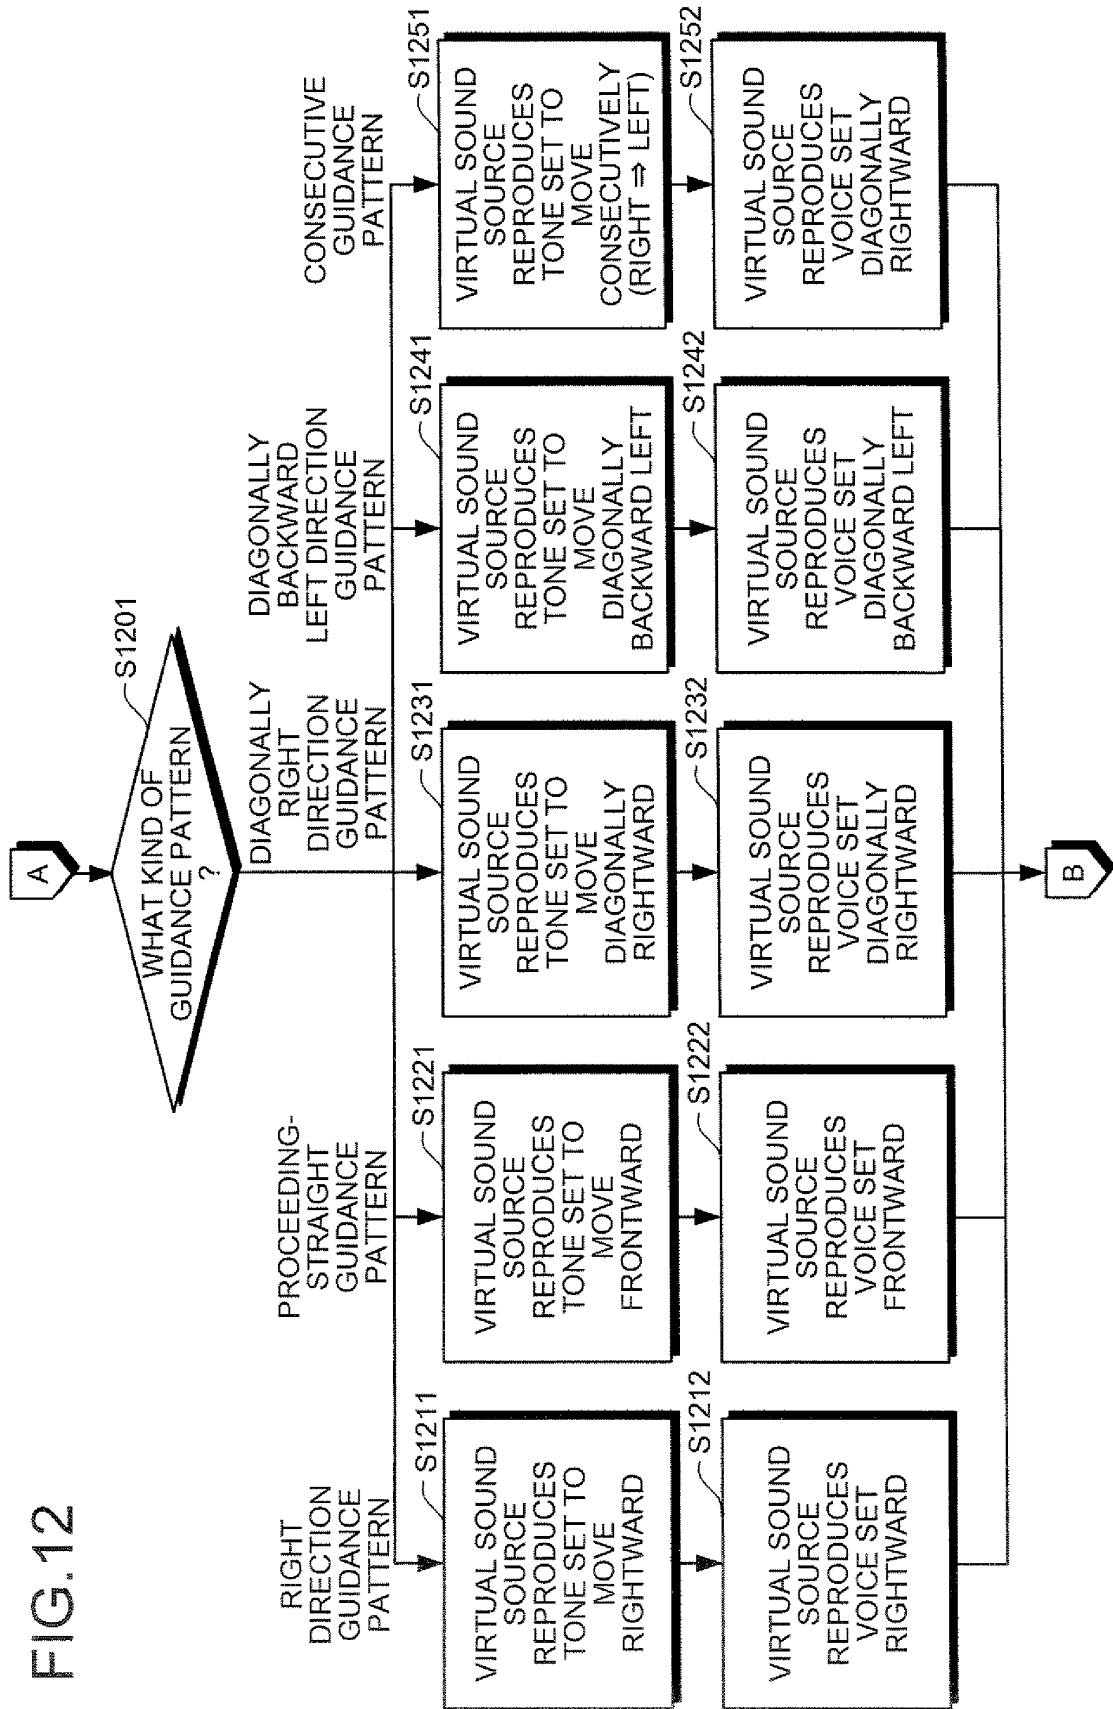 FIG.12
A
WHAT KIND OF
GUIDANCE PATTERN
?
S1201
RIGHT
DIRECTION
GUIDANCE
PATTERN
PROCEEDING-
STRAIGHT
GUIDANCE
PATTERN
DIAGONALLY
RIGHT
DIRECTION
GUIDANCE
PATTERN
DIAGONALLY
BACKWARD
LEFT DIRECTION
GUIDANCE
PATTERN
CONSECUTIVE
GUIDANCE
PATTERN
S1211
VIRTUAL SOUND
SOURCE
REPRODUCES
TONE SET TO
MOVE
RIGHTWARD
S1221
VIRTUAL SOUND
SOURCE
REPRODUCES
TONE SET TO
MOVE
FRONTWARD
S1231
VIRTUAL SOUND
SOURCE
REPRODUCES
TONE SET TO
MOVE
DIAGONALLY
RIGHTWARD
S1241
VIRTUAL SOUND
SOURCE
REPRODUCES
TONE SET TO
MOVE
DIAGONALLY
BACKWARD LEFT
S1251
VIRTUAL SOUND
SOURCE
REPRODUCES
TONE SET TO
MOVE
CONSECUTIVELY
(RIGHT ⇒ LEFT)
S1212
VIRTUAL SOUND
SOURCE
REPRODUCES
VOICE SET
RIGHTWARD
S1222
VIRTUAL SOUND
SOURCE
REPRODUCES
VOICE SET
FRONTWARD
S1232
VIRTUAL SOUND
SOURCE
REPRODUCES
VOICE SET
DIAGONALLY
RIGHTWARD
S1242
VIRTUAL SOUND
SOURCE
REPRODUCES
VOICE SET
DIAGONALLY
BACKWARD LEFT
S1252
VIRTUAL SOUND
SOURCE
REPRODUCES
VOICE SET
DIAGONALLY
RIGHTWARD
B